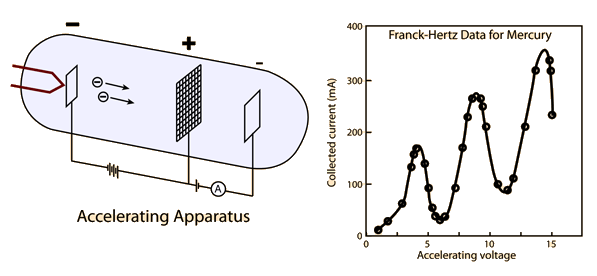 −
+
-
−
−
A
Accelerating Apparatus
Franck-Hertz Data for Mercury
Collected current (mA)
400
300
200
100
0
0
5
10
15
Accelerating voltage